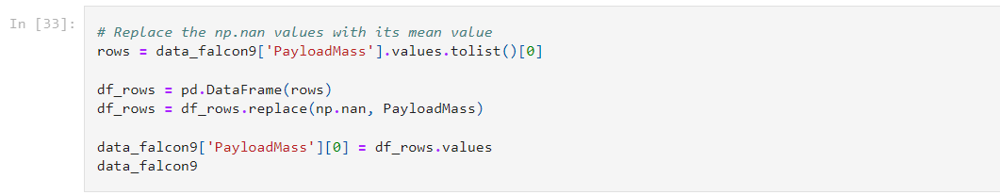 In [33]:
# Replace the np.nan values with its mean value
rows = data_falcon9['PayloadMass'].values.tolist()[0]
df_rows = pd.DataFrame(rows)
df_rows = df_rows.replace(np.nan, PayloadMass)
data_falcon9['PayloadMass'][0] = df_rows.values
data_falcon9